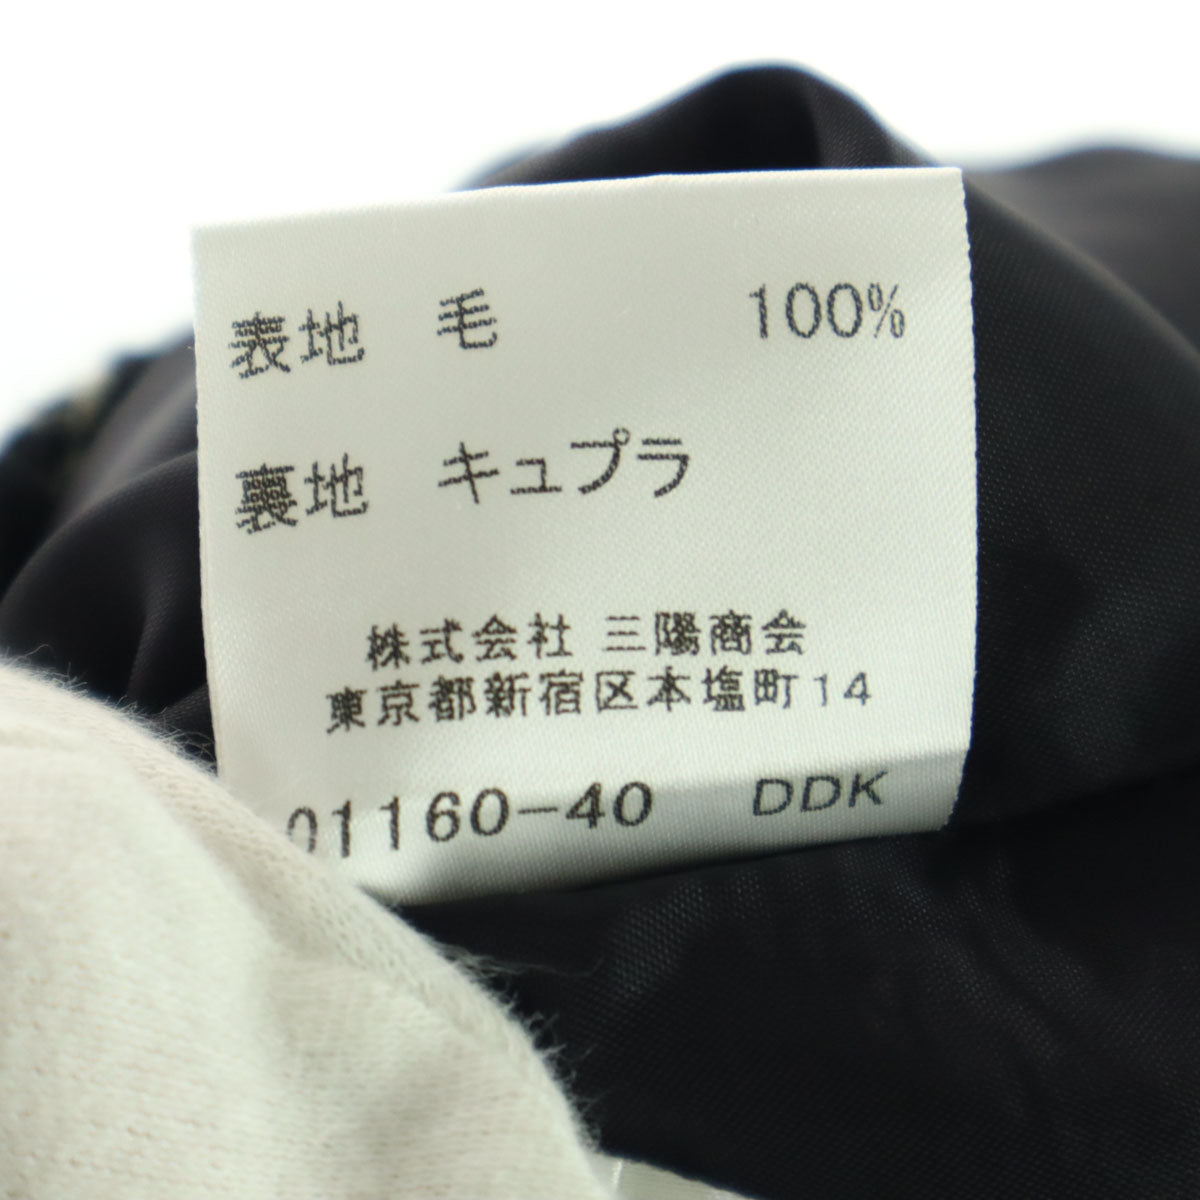 表地 毛 100%
裏地 キュプラ
株式会社 三陽商会
東京都新宿区本塩町14
01160-40 DDK